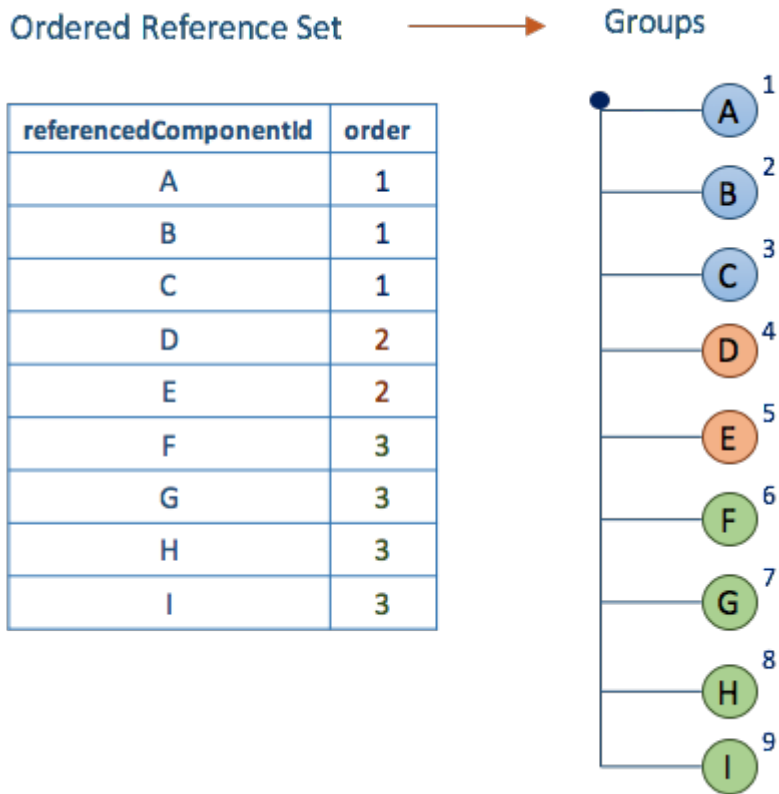 Ordered Reference Set
Groups
referencedComponentId order
A 1
B 1
C 1
D 2
E 2
F 3
G 3
H 3
I 3
A 1
B 2
C 3
D 4
E 5
F 6
G 7
H 8
I 9